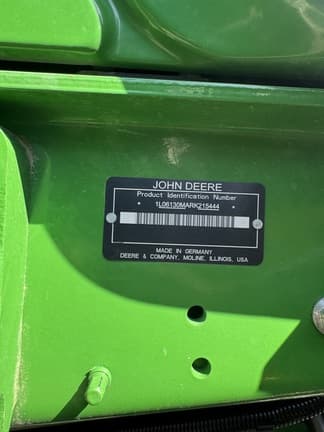 JOHN DEERE
Product Identification Number
* 1L06130MARK215444 *
MADE IN GERMANY
DEERE & COMPANY, MOLINE, ILLINOIS, USA